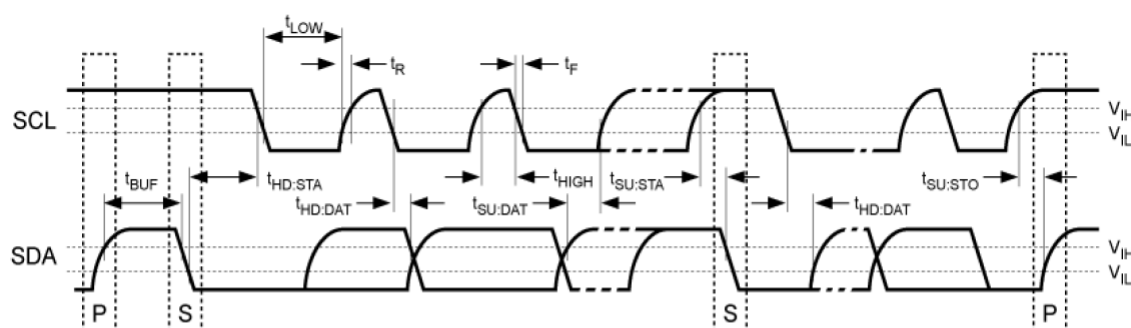 tLOW
tR
tF
SCL
VIH
VIL
tBUF
tHD:STA
tHIGH
tSU:STA
tSU:STO
tHD:DAT
tSU:DAT
tHD:DAT
SDA
VIH
VIL
P
S
S
P